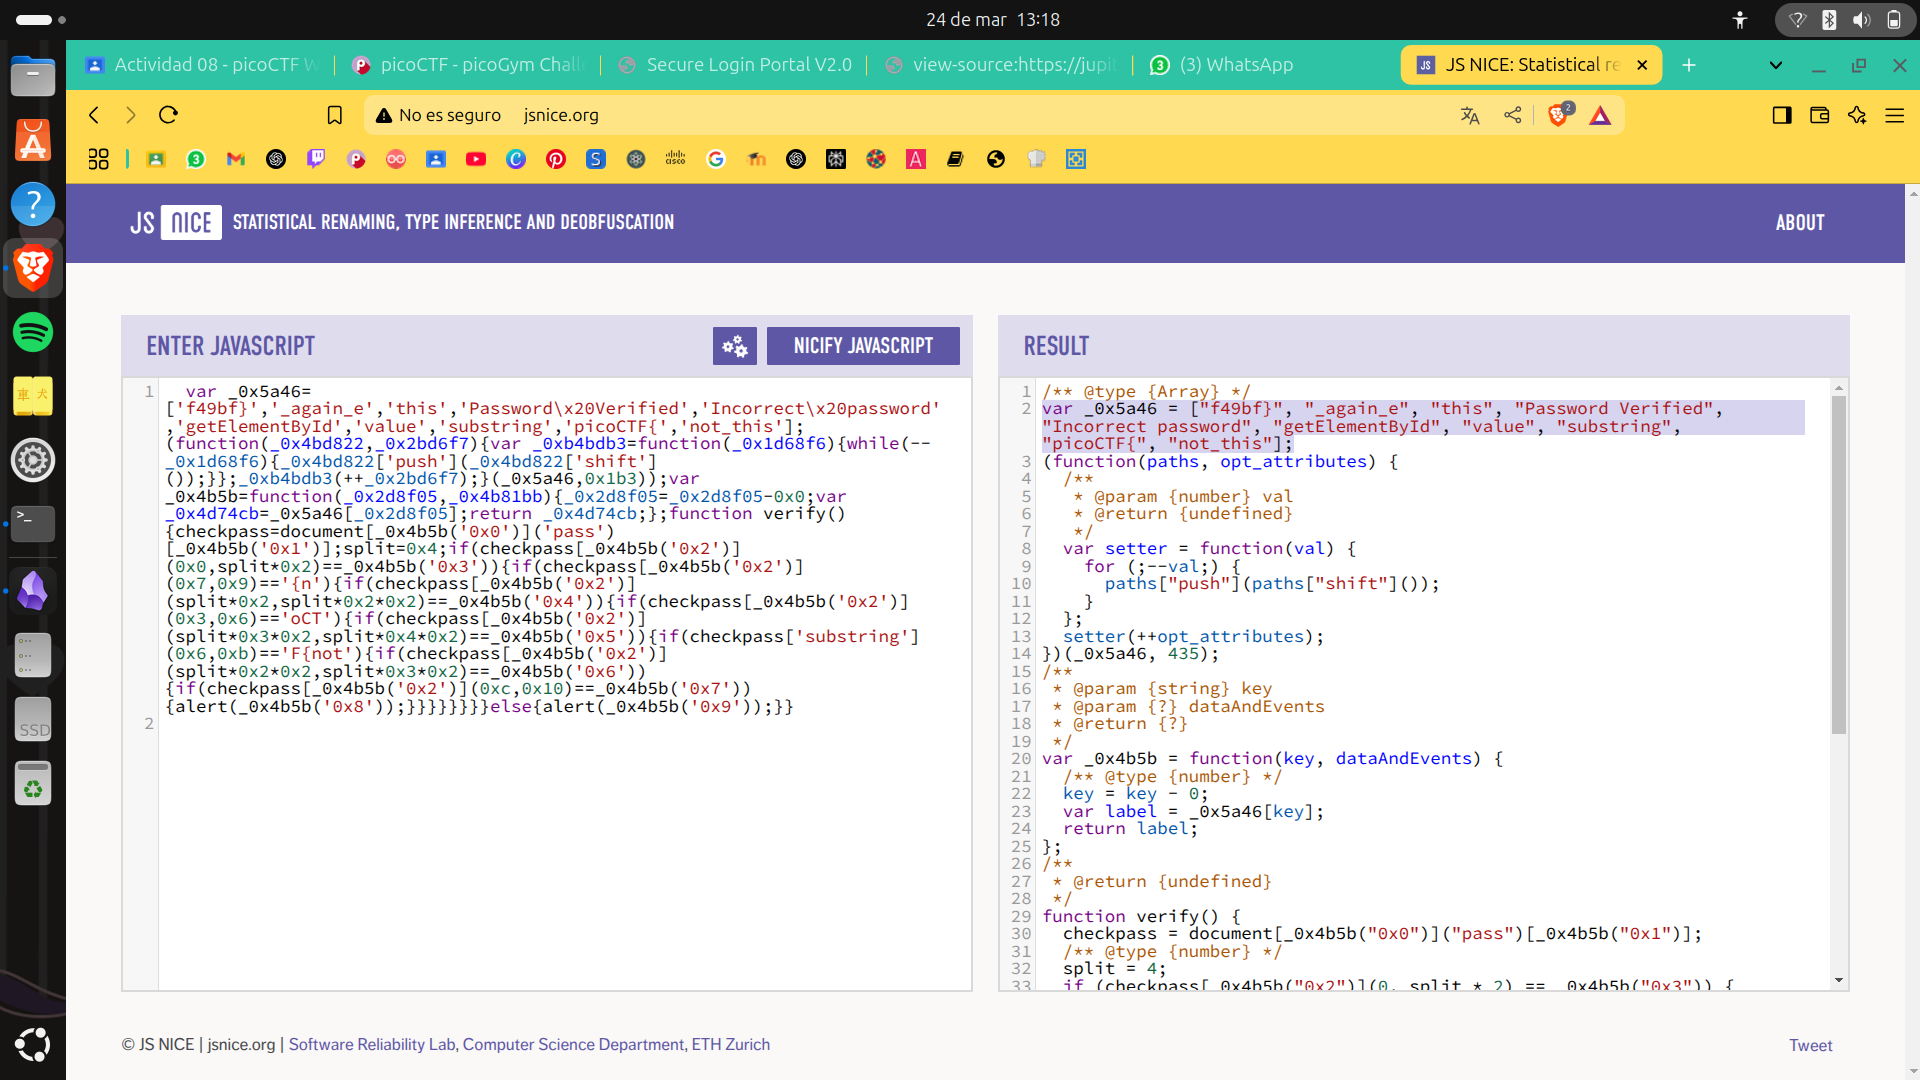 24 de mar 13:18
Actividad 08 - picoCTF W
picoCTF - picoGym Chall
Secure Login Portal V2.0
view-source:https://jupit
(3) WhatsApp
JS NICE: Statistical re
No es seguro jsnice.org
JS NICE STATISTICAL RENAMING, TYPE INFERENCE AND DEOBFUSCATION
ABOUT
ENTER JAVASCRIPT
NICIFY JAVASCRIPT
1 var _0x5a46=
['f49bf}','_again_e','this','Password\x20Verified','Incorrect\x20password'
,'getElementById','value','substring','picoCTF{','not_this'];
(function(_0x4bd822,_0x2bd6f7){var _0xb4bdb3=function(_0x1d68f6){while(--
_0x1d68f6){_0x4bd822['push'](_0x4bd822['shift']
());}};_0xb4bdb3(++_0x2bd6f7);}(_0x5a46,0x1b3));var
_0x4b5b=function(_0x2d8f05,_0x4b81bb){_0x2d8f05=_0x2d8f05-0x0;var
_0x4d74cb=_0x5a46[_0x2d8f05];return _0x4d74cb;};function verify()
{checkpass=document[_0x4b5b('0x0')]('pass')
[_0x4b5b('0x1')];split=0x4;if(checkpass[_0x4b5b('0x2')]
(0x0,split*0x2)==_0x4b5b('0x3')){if(checkpass[_0x4b5b('0x2')]
(0x7,0x9)=='{n'){if(checkpass[_0x4b5b('0x2')]
(split*0x2,split*0x2*0x2)==_0x4b5b('0x4')){if(checkpass[_0x4b5b('0x2')]
(0x3,0x6)=='oCT'){if(checkpass[_0x4b5b('0x2')]
(split*0x3*0x2,split*0x4*0x2)==_0x4b5b('0x5')){if(checkpass['substring']
(0x6,0xb)=='F{not'){if(checkpass[_0x4b5b('0x2')]
(split*0x2*0x2,split*0x3*0x2)==_0x4b5b('0x6'))
{if(checkpass[_0x4b5b('0x2')](0xc,0x10)==_0x4b5b('0x7'))
{alert(_0x4b5b('0x8'));}}}}}}}}else{alert(_0x4b5b('0x9'));}}
2
RESULT
1 /** @type {Array} */
2 var _0x5a46 = ["f49bf}", "_again_e", "this", "Password Verified",
"Incorrect password", "getElementById", "value", "substring",
"picoCTF{", "not_this"];
3 (function(paths, opt_attributes) {
4 /**
5 * @param {number} val
6 * @return {undefined}
7 */
8 var setter = function(val) {
9 for (;--val;) {
10 paths["push"](paths["shift"]());
11 }
12 };
13 setter(++opt_attributes);
14 })(_0x5a46, 435);
15 /**
16 * @param {string} key
17 * @param {?} dataAndEvents
18 * @return {?}
19 */
20 var _0x4b5b = function(key, dataAndEvents) {
21 /** @type {number} */
22 key = key - 0;
23 var label = _0x5a46[key];
24 return label;
25 };
26 /**
27 * @return {undefined}
28 */
29 function verify() {
30 checkpass = document[_0x4b5b("0x0")]("pass")[_0x4b5b("0x1")];
31 /** @type {number} */
32 split = 4;
33 if (checkpass[_0x4b5b("0x2")](0, split * 2) == _0x4b5b("0x3")) {
© JS NICE | jsnice.org | Software Reliability Lab, Computer Science Department, ETH Zurich
Tweet
SSD